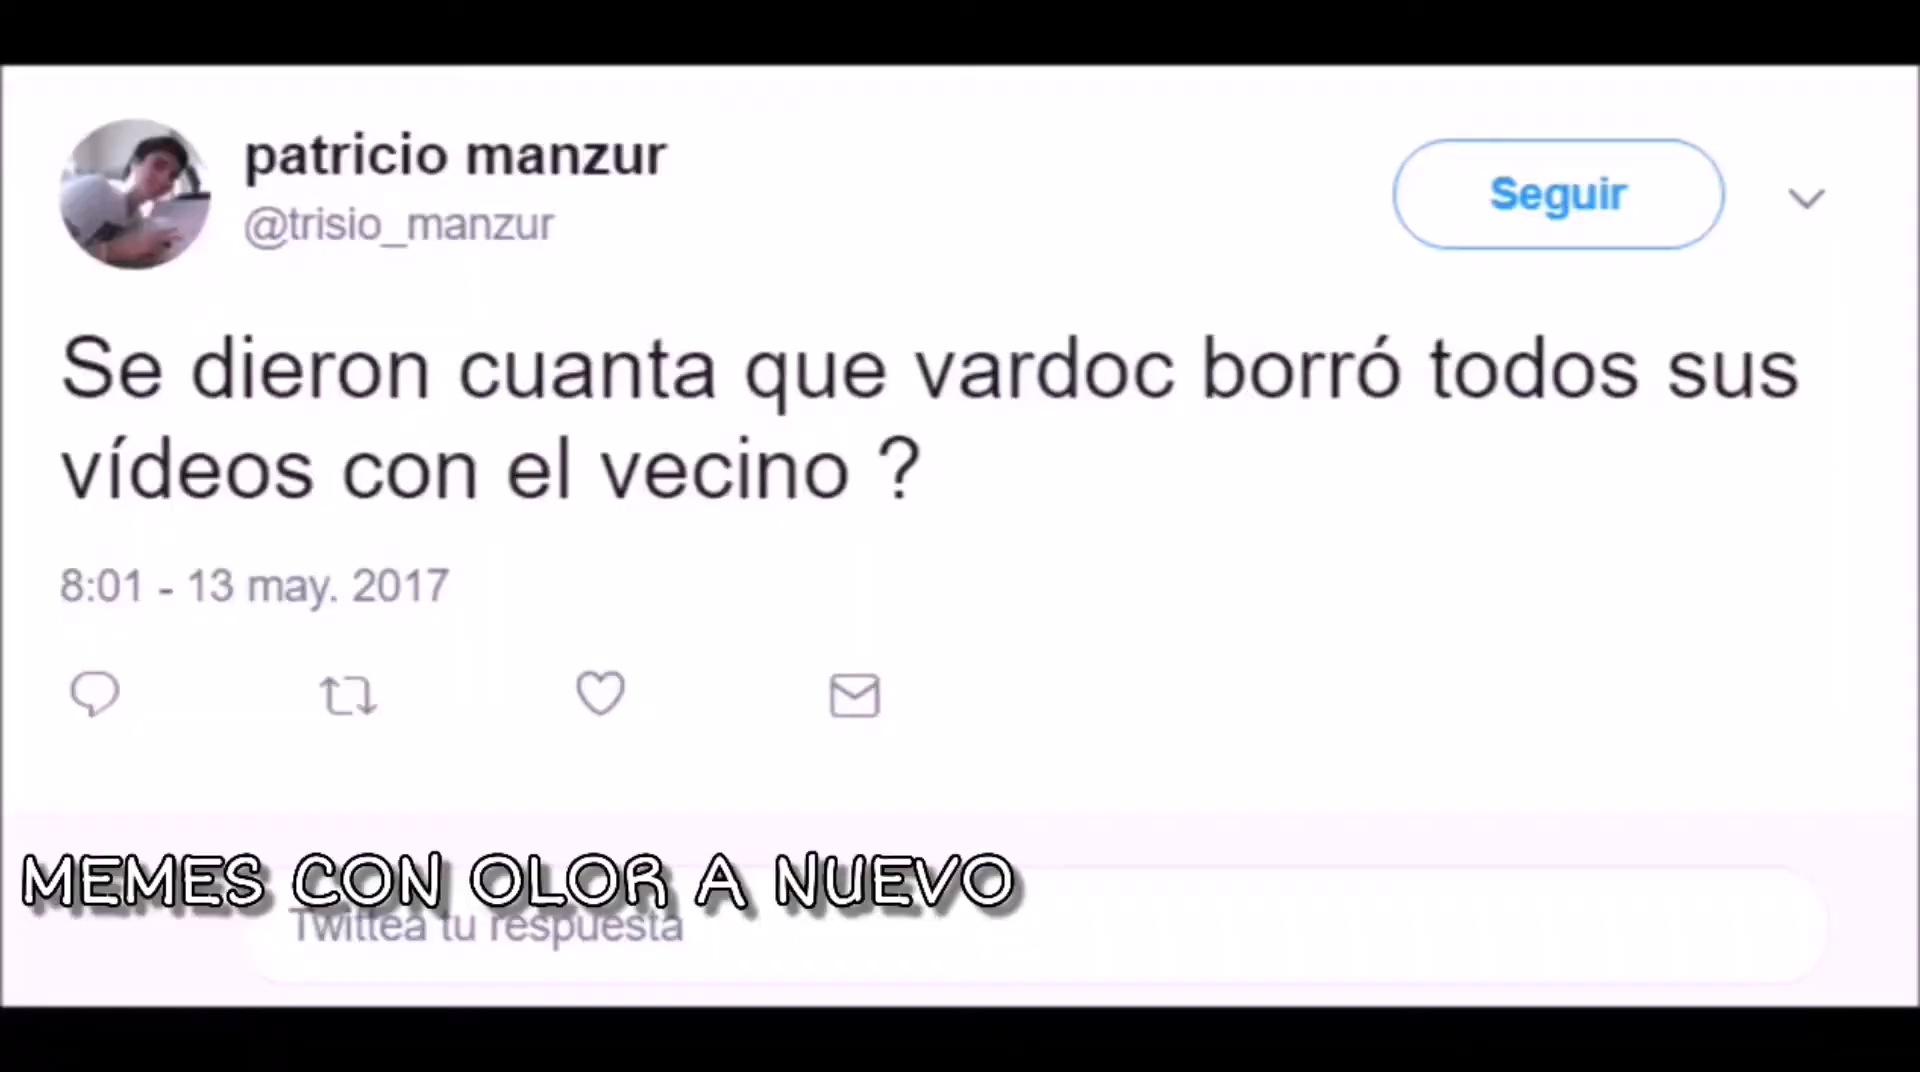 patricio manzur
@trisio_manzur
Seguir
Se dieron cuanta que vardoc borró todos sus
vídeos con el vecino ?
8:01 - 13 may. 2017
MEMES CON OLOR A NUEVO
Twittea tu respuesta